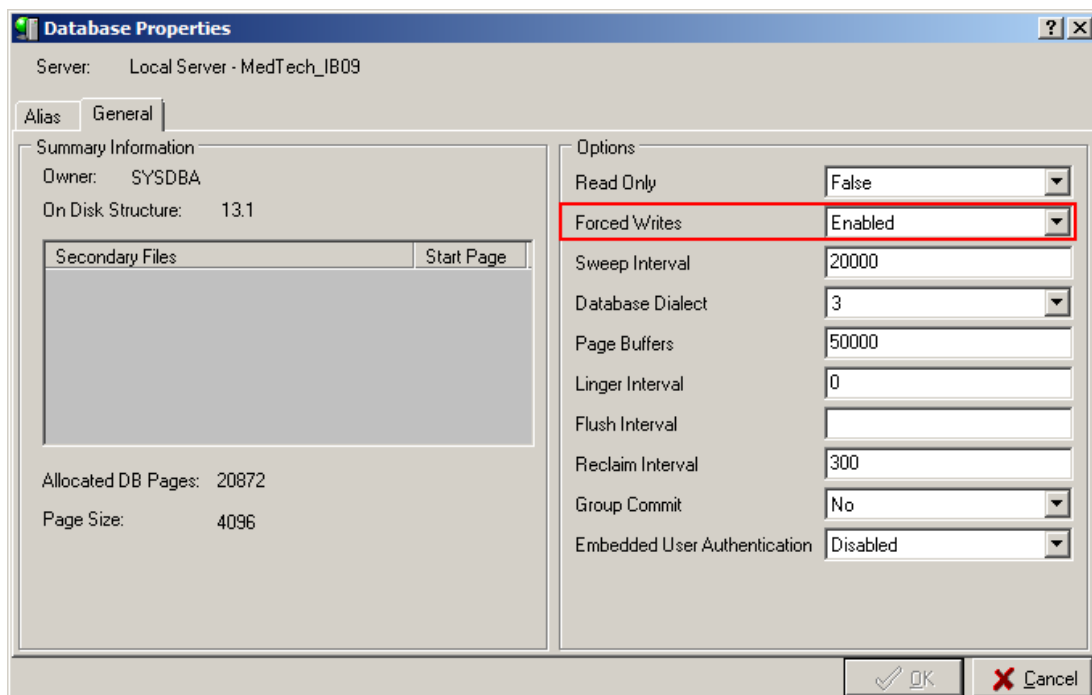 Database Properties
Server: Local Server - MedTech_IB09
Alias General
Summary Information
Owner: SYSDBA
On Disk Structure: 13.1
Secondary Files Start Page
Allocated DB Pages: 20872
Page Size: 4096
Options
Read Only False
Forced Writes Enabled
Sweep Interval 20000
Database Dialect 3
Page Buffers 50000
Linger Interval 0
Flush Interval
Reclaim Interval 300
Group Commit No
Embedded User Authentication Disabled
OK Cancel